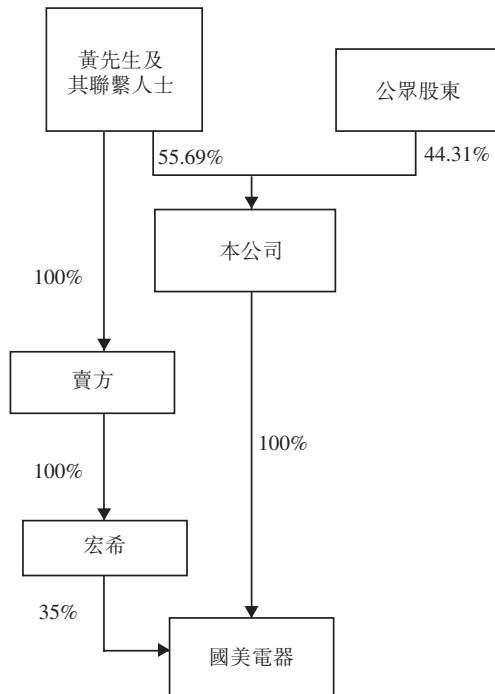 黃先生及
其聯繫人士
公眾股東
55.69%
44.31%
本公司
100%
賣方
100%
100%
宏希
35%
國美電器